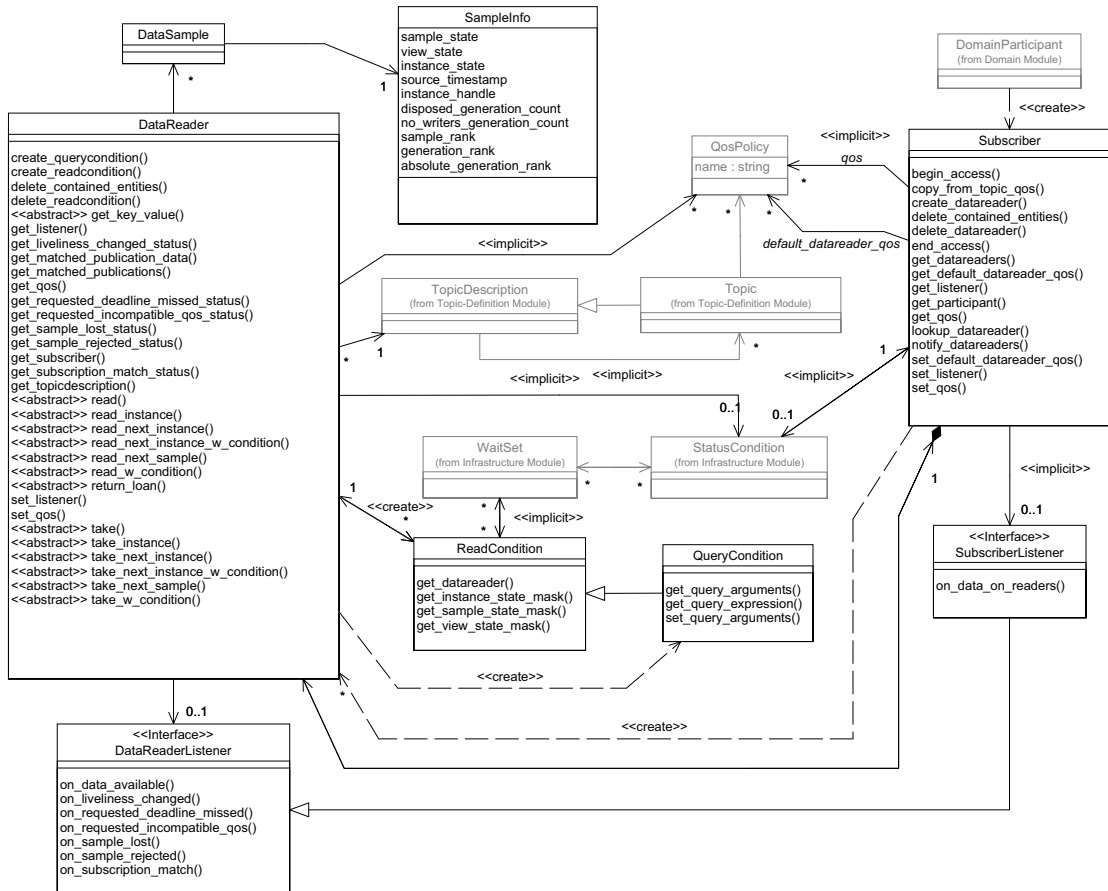 DataSample
*
SampleInfo
sample_state
view_state
instance_state
source_timestamp
instance_handle
disposed_generation_count
no_writers_generation_count
sample_rank
generation_rank
absolute_generation_rank
1
DomainParticipant
(from Domain Module)
<<create>>
DataReader
create_querycondition()
create_readcondition()
delete_contained_entities()
delete_readcondition()
<<abstract>> get_key_value()
get_listener()
get_liveliness_changed_status()
get_matched_publication_data()
get_matched_publications()
get_qos()
get_requested_deadline_missed_status()
get_requested_incompatible_qos_status()
get_sample_lost_status()
get_sample_rejected_status()
get_subscriber()
get_subscription_match_status()
get_topicdescription()
<<abstract>> read()
<<abstract>> read_instance()
<<abstract>> read_next_instance()
<<abstract>> read_next_instance_w_condition()
<<abstract>> read_next_sample()
<<abstract>> read_w_condition()
<<abstract>> return_loan()
set_listener()
set_qos()
<<abstract>> take()
<<abstract>> take_instance()
<<abstract>> take_next_instance()
<<abstract>> take_next_instance_w_condition()
<<abstract>> take_next_sample()
<<abstract>> take_w_condition()
QosPolicy
name : string
<<implicit>>
qos
*
*
*
*
default_datareader_qos
<<implicit>>
Subscriber
begin_access()
copy_from_topic_qos()
create_datareader()
delete_contained_entities()
delete_datareader()
end_access()
get_datareaders()
get_default_datareader_qos()
get_listener()
get_participant()
get_qos()
lookup_datareader()
notify_datareaders()
set_default_datareader_qos()
set_listener()
set_qos()
TopicDescription
(from Topic-Definition Module)
Topic
(from Topic-Definition Module)
*
1
*
<<implicit>>
<<implicit>>
1
0..1
0..1
WaitSet
(from Infrastructure Module)
StatusCondition
(from Infrastructure Module)
*
*
1
<<create>>
*
*
*
<<implicit>>
ReadCondition
get_datareader()
get_instance_state_mask()
get_sample_state_mask()
get_view_state_mask()
QueryCondition
get_query_arguments()
get_query_expression()
set_query_arguments()
1
<<implicit>>
0..1
<<Interface>>
SubscriberListener
on_data_on_readers()
<<create>>
*
<<create>>
0..1
<<Interface>>
DataReaderListener
on_data_available()
on_liveliness_changed()
on_requested_deadline_missed()
on_requested_incompatible_qos()
on_sample_lost()
on_sample_rejected()
on_subscription_match()